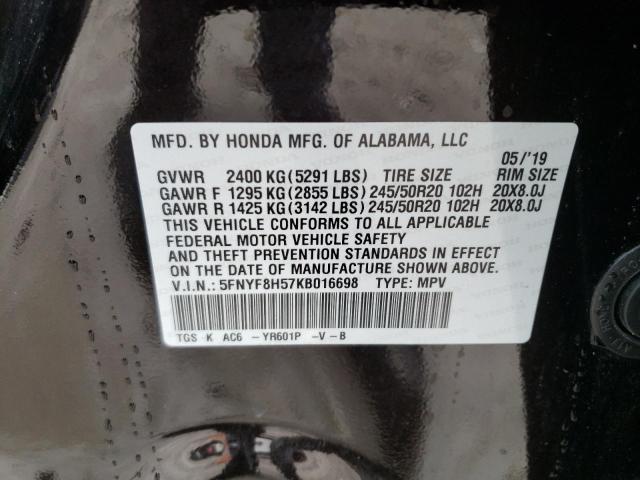 MFD. BY HONDA MFG. OF ALABAMA, LLC
05/'19
GVWR 2400 KG (5291 LBS) TIRE SIZE RIM SIZE
GAWR F 1295 KG (2855 LBS) 245/50R20 102H 20X8.0J
GAWR R 1425 KG (3142 LBS) 245/50R20 102H 20X8.0J
THIS VEHICLE CONFORMS TO ALL APPLICABLE
FEDERAL MOTOR VEHICLE SAFETY
AND THEFT PREVENTION STANDARDS IN EFFECT
ON THE DATE OF MANUFACTURE SHOWN ABOVE.
V.I.N.: 5FNYF8H57KB016698 TYPE: MPV
TGS K AC6 -YR601P -V-B